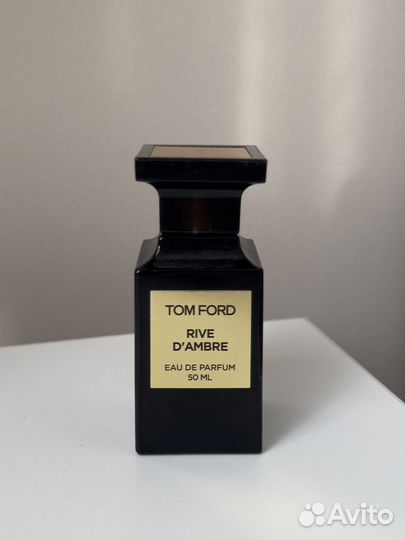 TOM FORD
RIVE
D'AMBRE
EAU DE PARFUM
50 ML
Avito